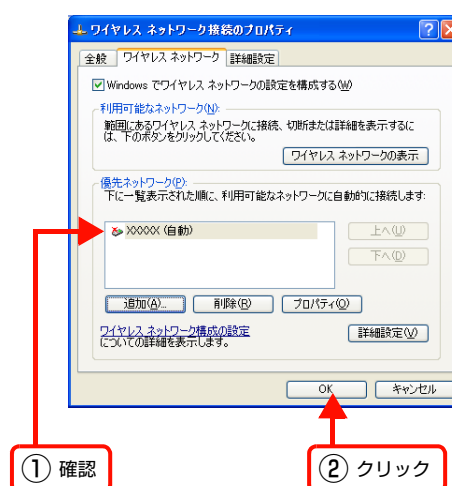 ワイヤレス ネットワーク接続のプロパティ
全般 ワイヤレス ネットワーク 詳細設定
Windows でワイヤレス ネットワークの設定を構成する(W)
利用可能なネットワーク(N):
範囲にあるワイヤレス ネットワークに接続、切断または詳細を表示するに
は、下のボタンをクリックしてください。
ワイヤレス ネットワークの表示
優先ネットワーク(P):
下に一覧表示された順に、利用可能なネットワークに自動的に接続します:
XXXXX (自動)
上へ(U)
下へ(D)
追加(A)... 削除(R) プロパティ(O)
ワイヤレス ネットワーク構成の設定
についての詳細を表示します。
詳細設定(V)
OK キャンセル
① 確認
② クリック